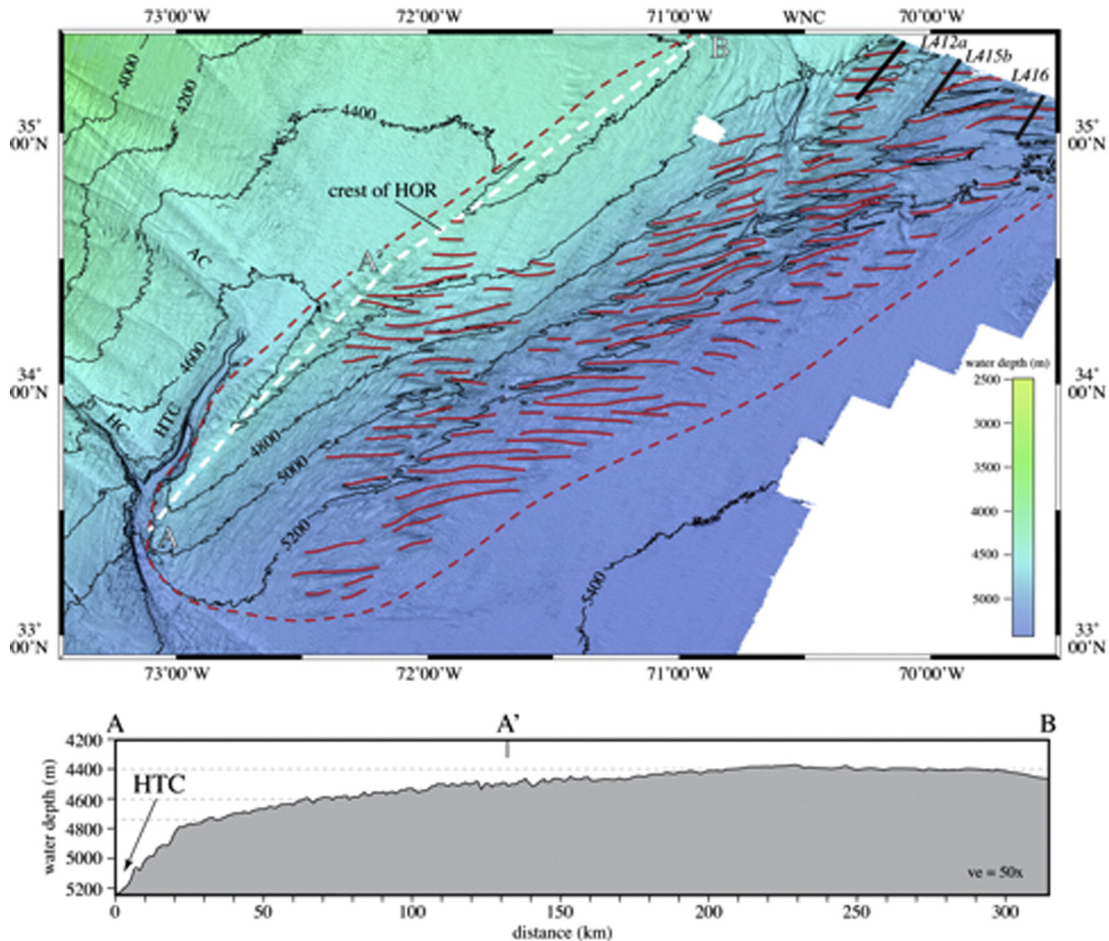 73°00'W 72°00'W 71°00'W WNC 70°00'W
L412a
L415b
L416
B
4000
4200
4400
35°
00'N
35°
00'N
crest of HOR
A'
AC
4600
34°
00'N
34°
00'N
water depth (m)
2500
3000
3500
4000
4500
5000
HC
HTC
4800
5000
5200
A
5400
33°
00'N
33°
00'N
73°00'W 72°00'W 71°00'W 70°00'W
A A' B
4200
4400
4600
4800
5000
5200
water depth (m)
HTC
ve = 50x
0 50 100 150 200 250 300
distance (km)